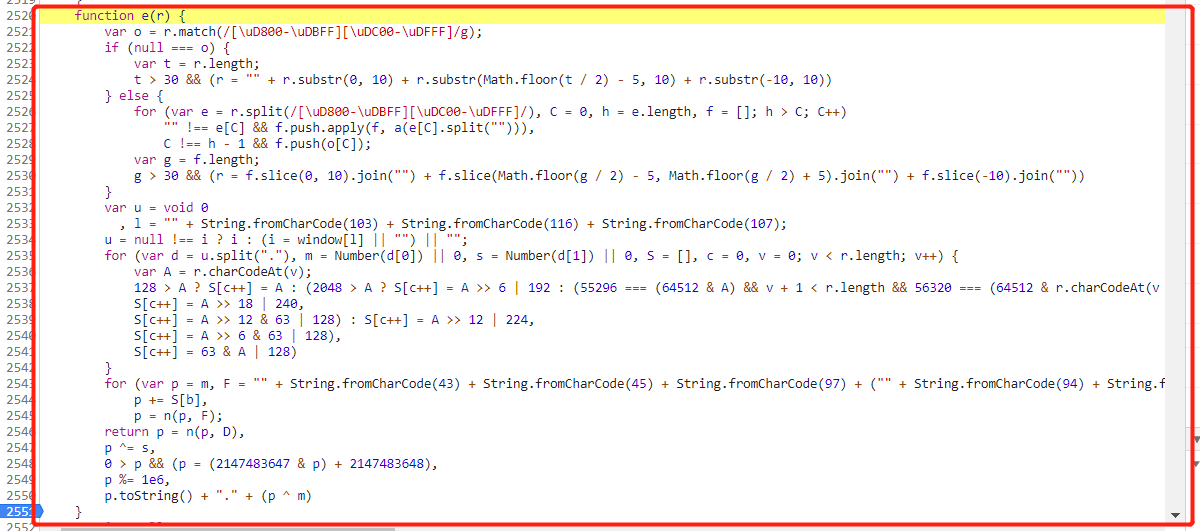 2520 function e(r) {
2521 var o = r.match(/[\uD800-\uDBFF][\uDC00-\uDFFF]/g);
2522 if (null === o) {
2523 var t = r.length;
2524 t > 30 && (r = "" + r.substr(0, 10) + r.substr(Math.floor(t / 2) - 5, 10) + r.substr(-10, 10))
2525 } else {
2526 for (var e = r.split(/[\uD800-\uDBFF][\uDC00-\uDFFF]/), C = 0, h = e.length, f = []; h > C; C++)
2527 "" !== e[C] && f.push.apply(f, a(e[C].split(""))),
2528 C !== h - 1 && f.push(o[C]);
2529 var g = f.length;
2530 g > 30 && (r = f.slice(0, 10).join("") + f.slice(Math.floor(g / 2) - 5, Math.floor(g / 2) + 5).join("") + f.slice(-10).join(""))
2531 }
2532 var u = void 0
2533 , l = "" + String.fromCharCode(103) + String.fromCharCode(116) + String.fromCharCode(107);
2534 u = null !== i ? i : (i = window[l] || "") || "";
2535 for (var d = u.split("."), m = Number(d[0]) || 0, s = Number(d[1]) || 0, S = [], c = 0, v = 0; v < r.length; v++) {
2536 var A = r.charCodeAt(v);
2537 128 > A ? S[c++] = A : (2048 > A ? S[c++] = A >> 6 | 192 : (55296 === (64512 & A) && v + 1 < r.length && 56320 === (64512 & r.charCodeAt(v
2538 S[c++] = A >> 18 | 240,
2539 S[c++] = A >> 12 & 63 | 128) : S[c++] = A >> 12 | 224,
2540 S[c++] = A >> 6 & 63 | 128),
2541 S[c++] = 63 & A | 128)
2542 }
2543 for (var p = m, F = "" + String.fromCharCode(43) + String.fromCharCode(45) + String.fromCharCode(97) + ("" + String.fromCharCode(94) + String.f
2544 p += S[b],
2545 p = n(p, F);
2546 return p = n(p, D),
2547 p ^= s,
2548 0 > p && (p = (2147483647 & p) + 2147483648),
2549 p %= 1e6,
2550 p.toString() + "." + (p ^ m)
2551 }
2552